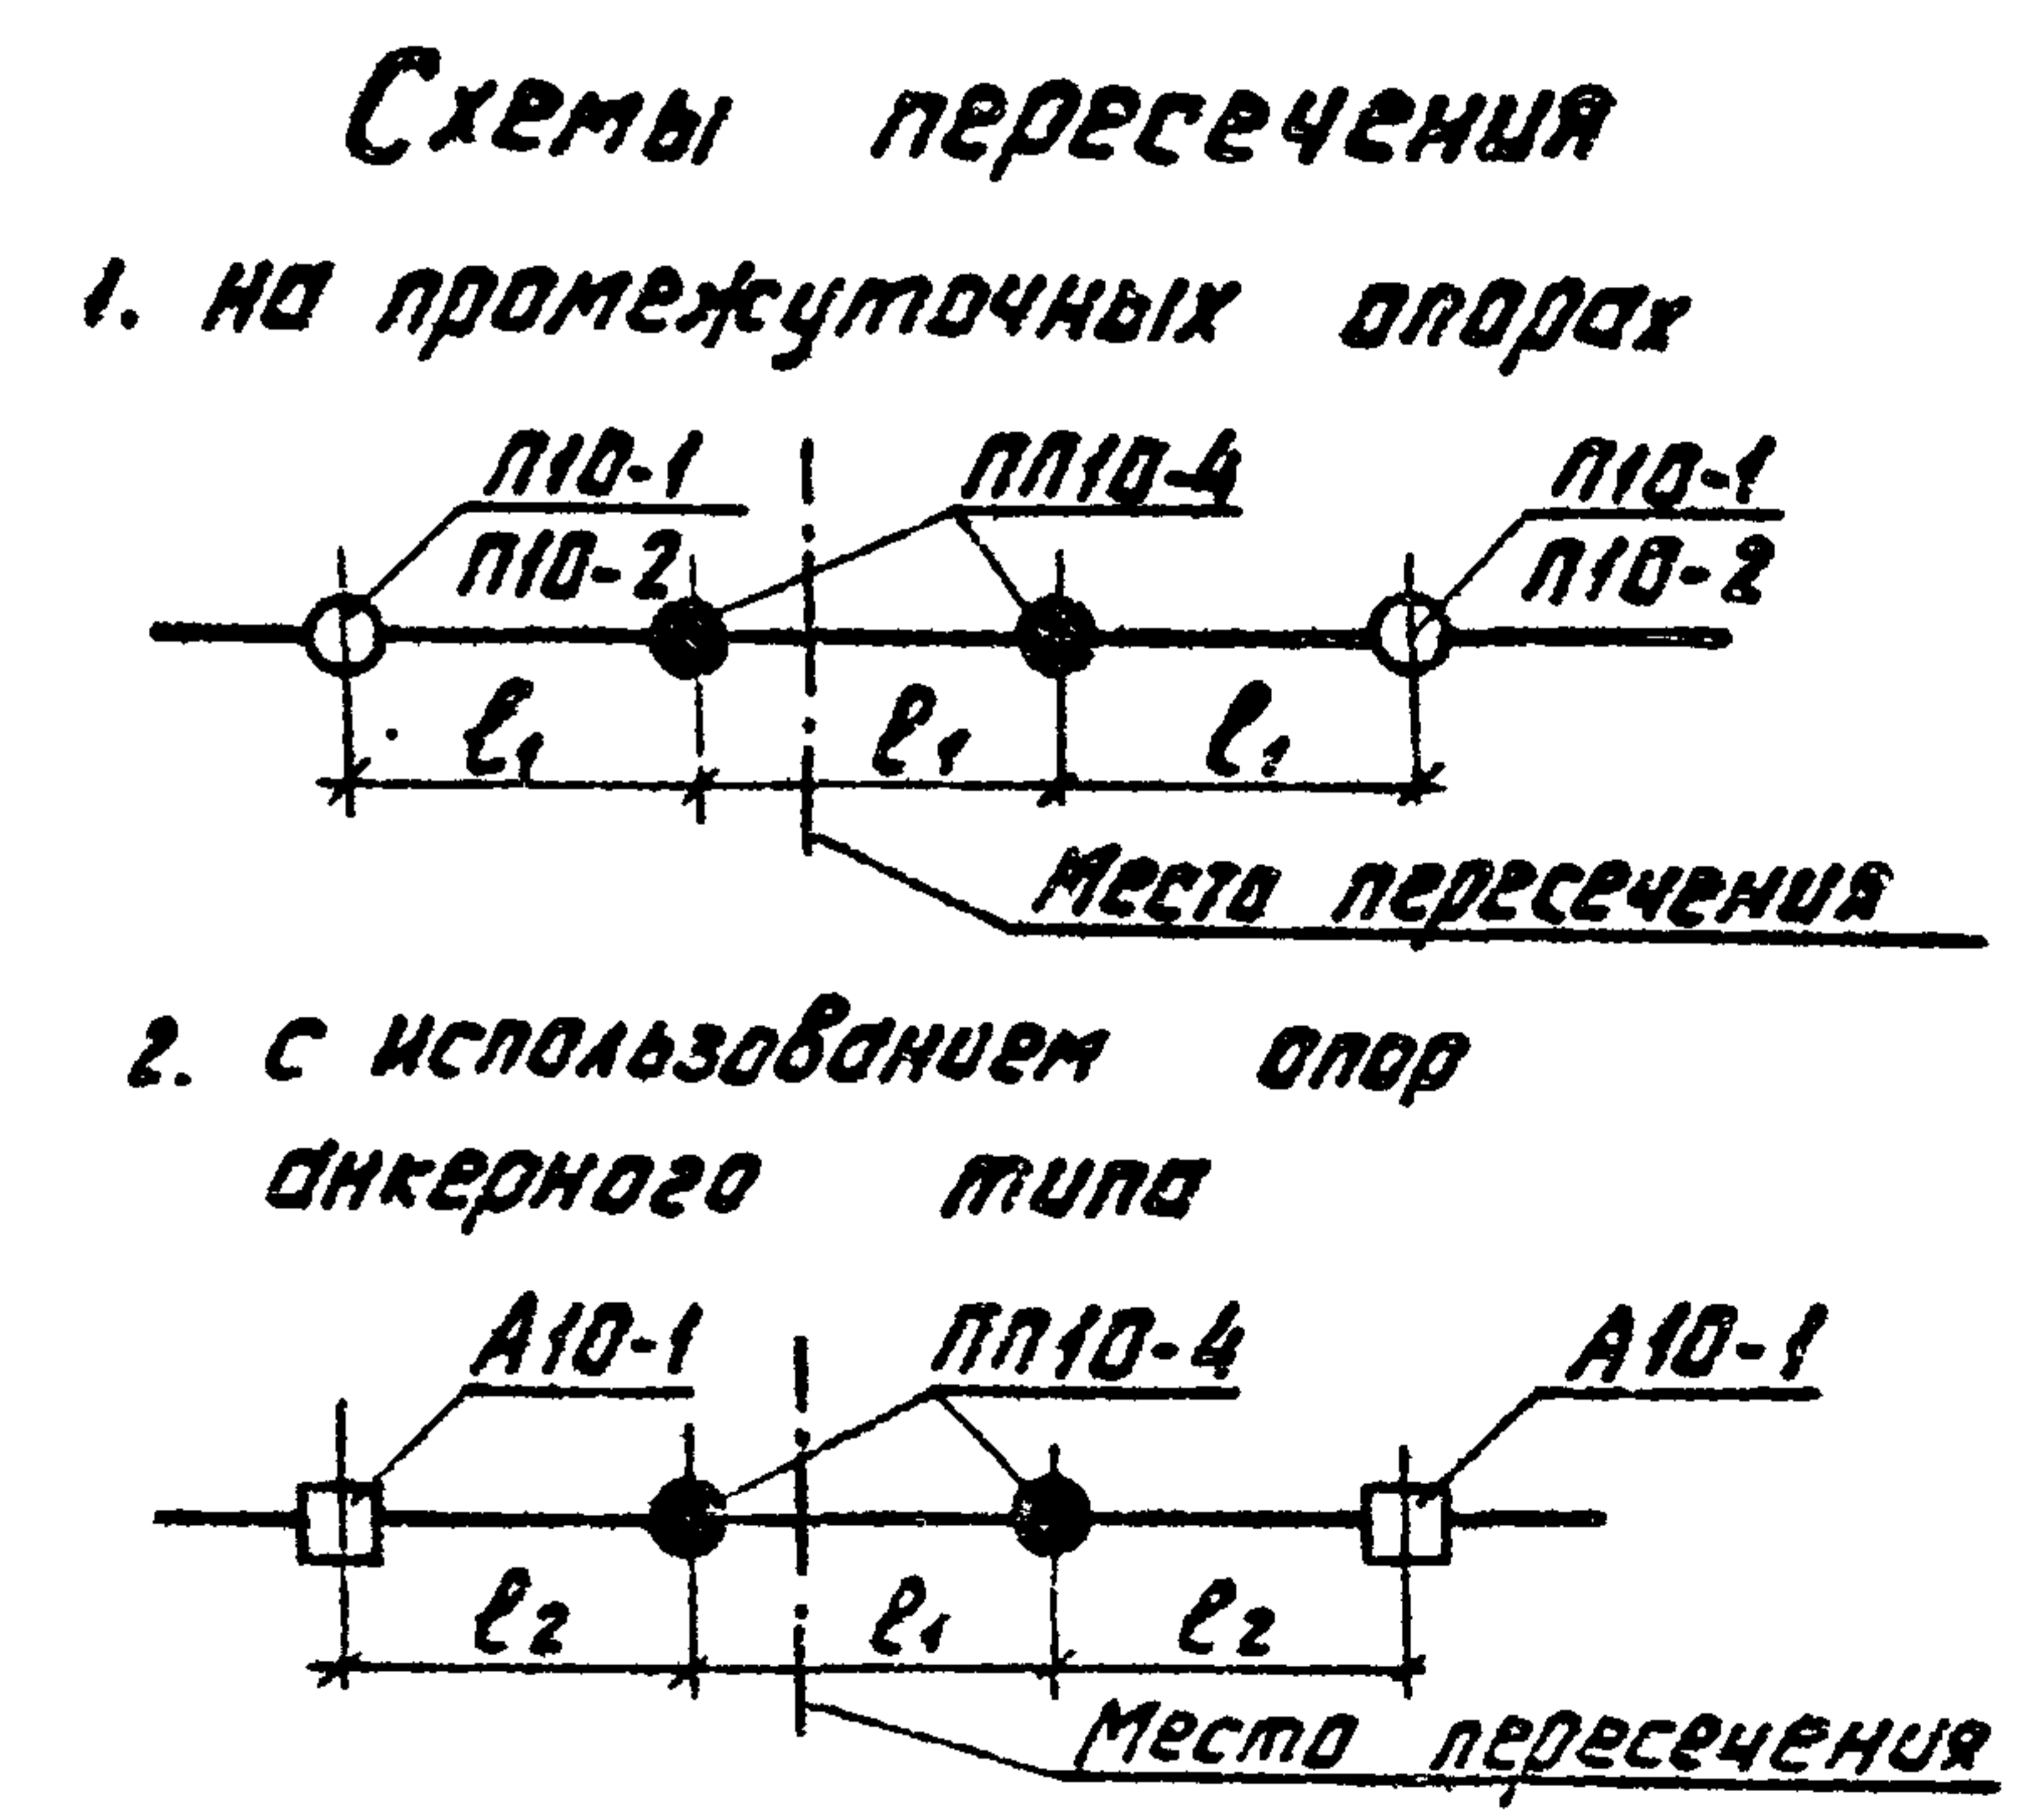 Схемы пересечения
1. на промежуточных опорах
П10-1 ПП10-4 П10-1
П10-2 П10-2
l₁ l₁ l₁
Место пересечения
2. с использованием опор
анкерного типа
А10-1 ПП10-4 А10-1
l₂ l₁ l₂
Место пересечения